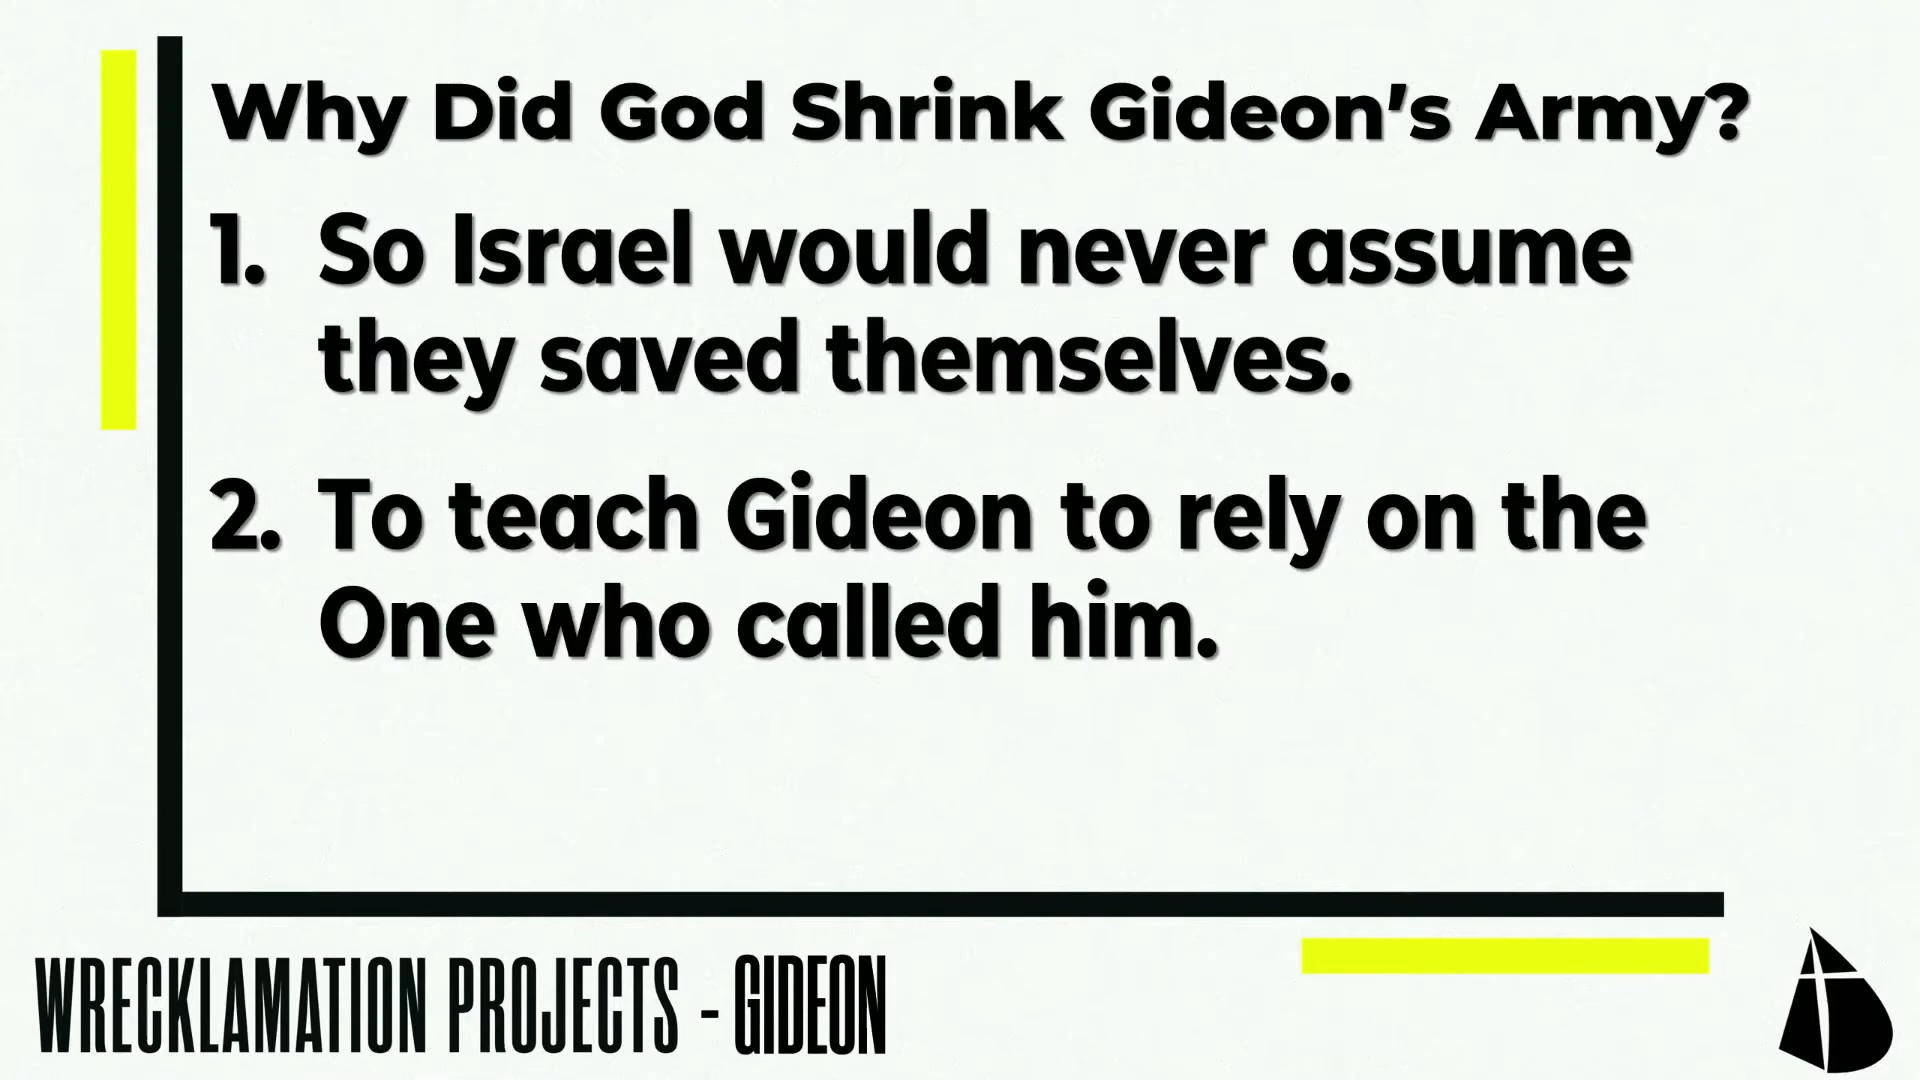 Why Did God Shrink Gideon's Army?
1. So Israel would never assume
they saved themselves.
2. To teach Gideon to rely on the
One who called him.
WRECKLAMATION PROJECTS - GIDEON